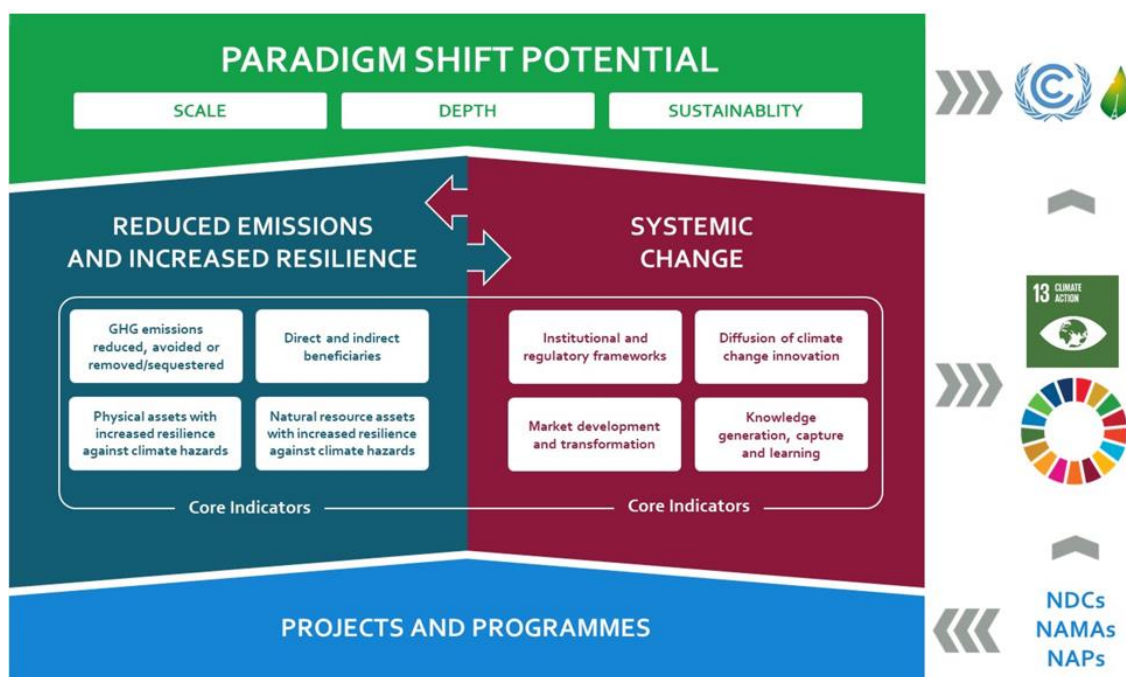 PARADIGM SHIFT POTENTIAL
SCALE
DEPTH
SUSTAINABLITY
REDUCED EMISSIONS
AND INCREASED RESILIENCE
SYSTEMIC
CHANGE
GHG emissions
reduced, avoided or
removed/sequestered
Direct and indirect
beneficiaries
Physical assets with
increased resilience
against climate hazards
Natural resource assets
with increased resilience
against climate hazards
Core Indicators
Institutional and
regulatory frameworks
Diffusion of climate
change innovation
Market development
and transformation
Knowledge
generation, capture
and learning
Core Indicators
PROJECTS AND PROGRAMMES
13 CLIMATE
ACTION
NDCs
NAMAs
NAPs